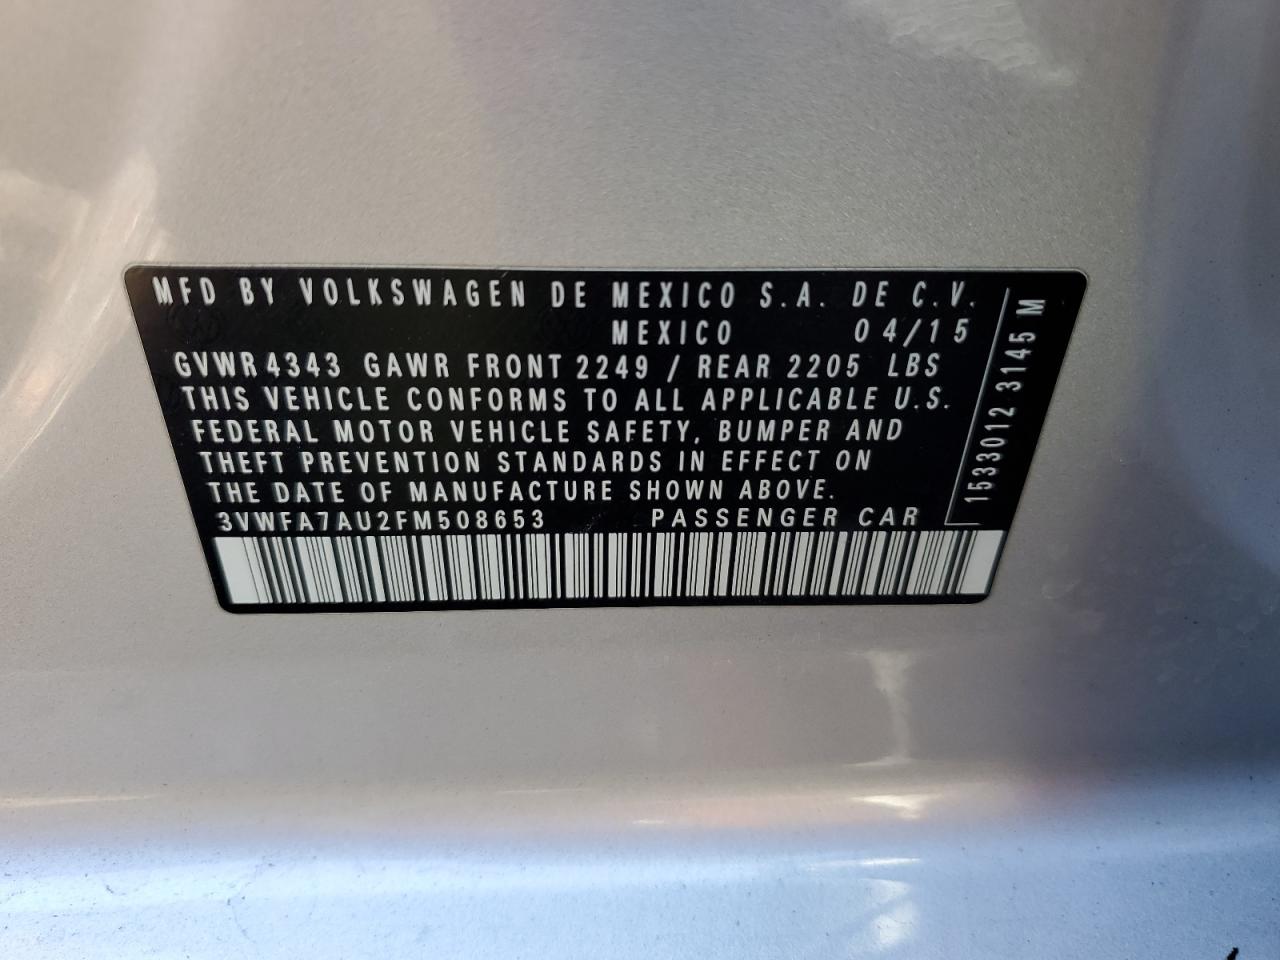 MFD BY VOLKSWAGEN DE MEXICO S.A. DE C.V.
MEXICO 04/15
GVWR 4343 GAWR FRONT 2249 / REAR 2205 LBS
THIS VEHICLE CONFORMS TO ALL APPLICABLE U.S.
FEDERAL MOTOR VEHICLE SAFETY, BUMPER AND
THEFT PREVENTION STANDARDS IN EFFECT ON
THE DATE OF MANUFACTURE SHOWN ABOVE.
3VWFA7AU2FM508653 PASSENGER CAR
1533012 3145 M